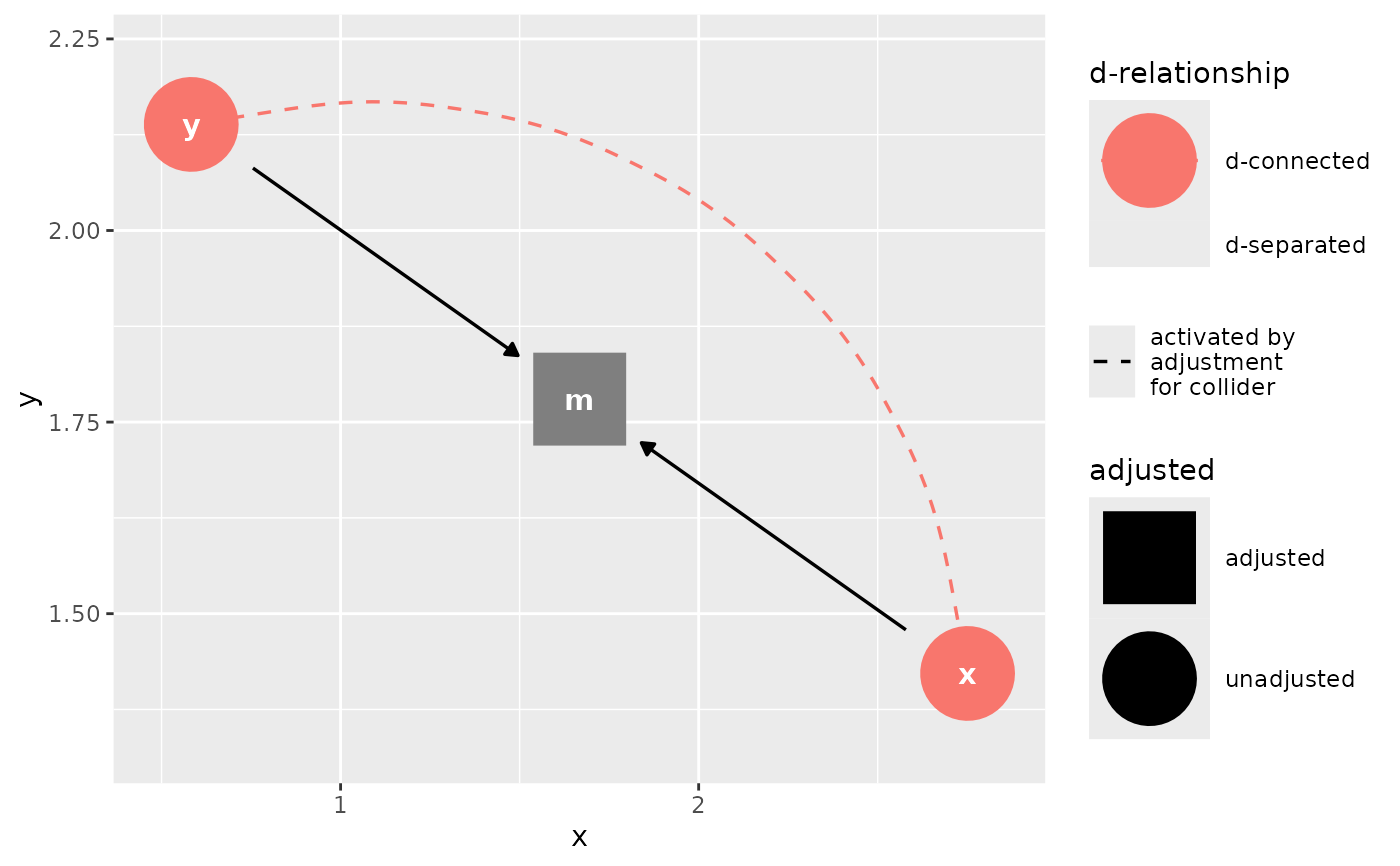 2.25
2.00
1.75
1.50
y
y
m
x
1
2
x
d-relationship
d-connected
d-separated
activated by
adjustment
for collider
adjusted
adjusted
unadjusted